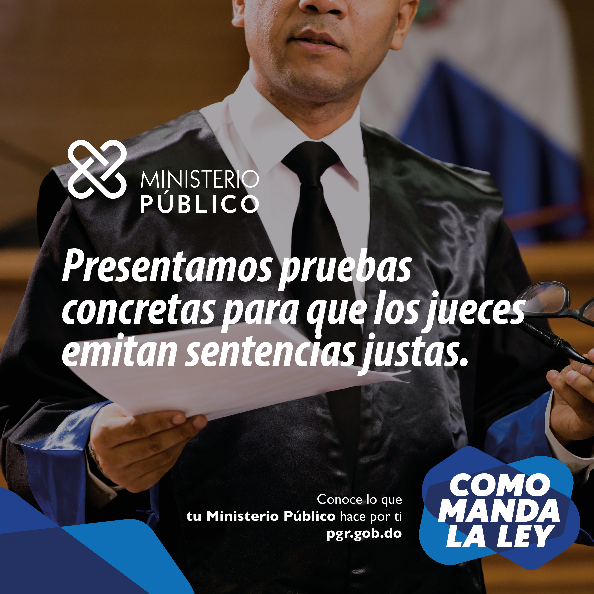 MINISTERIO
PÚBLICO
Presentamos pruebas
concretas para que los jueces
emitan sentencias justas.
Conoce lo que
tu Ministerio Público hace por ti
pgr.gob.do
COMO
MANDA
LA LEY